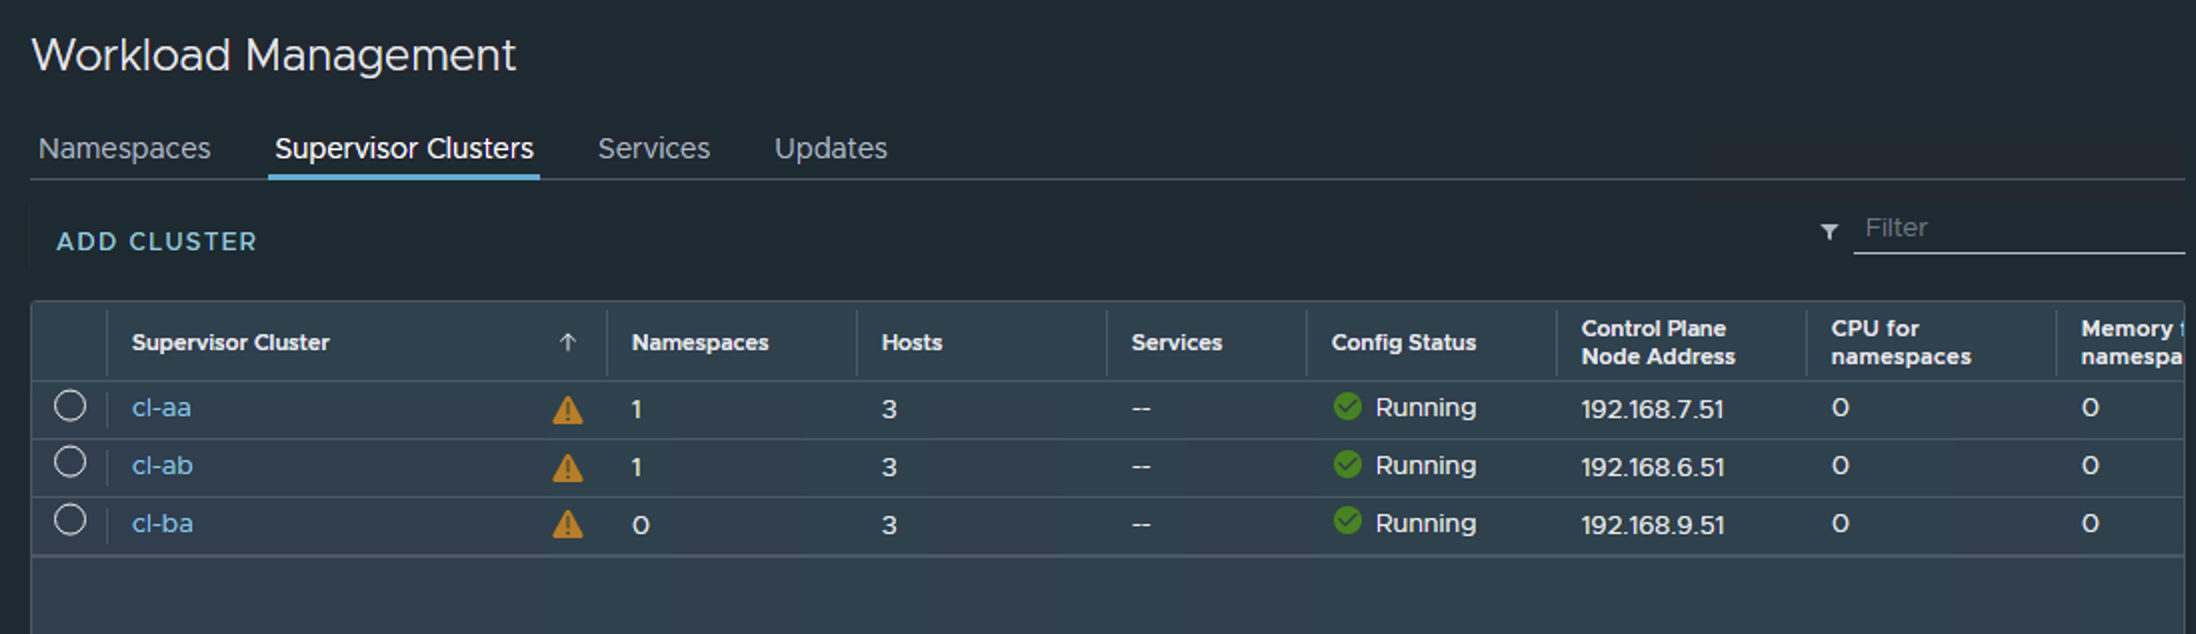 Workload Management
Namespaces Supervisor Clusters Services Updates
ADD CLUSTER Filter
Supervisor Cluster Namespaces Hosts Services Config Status Control Plane Node Address CPU for namespaces Memory
cl-aa 1 3 -- Running 192.168.7.51 0 0
cl-ab 1 3 -- Running 192.168.6.51 0 0
cl-ba 0 3 -- Running 192.168.9.51 0 0